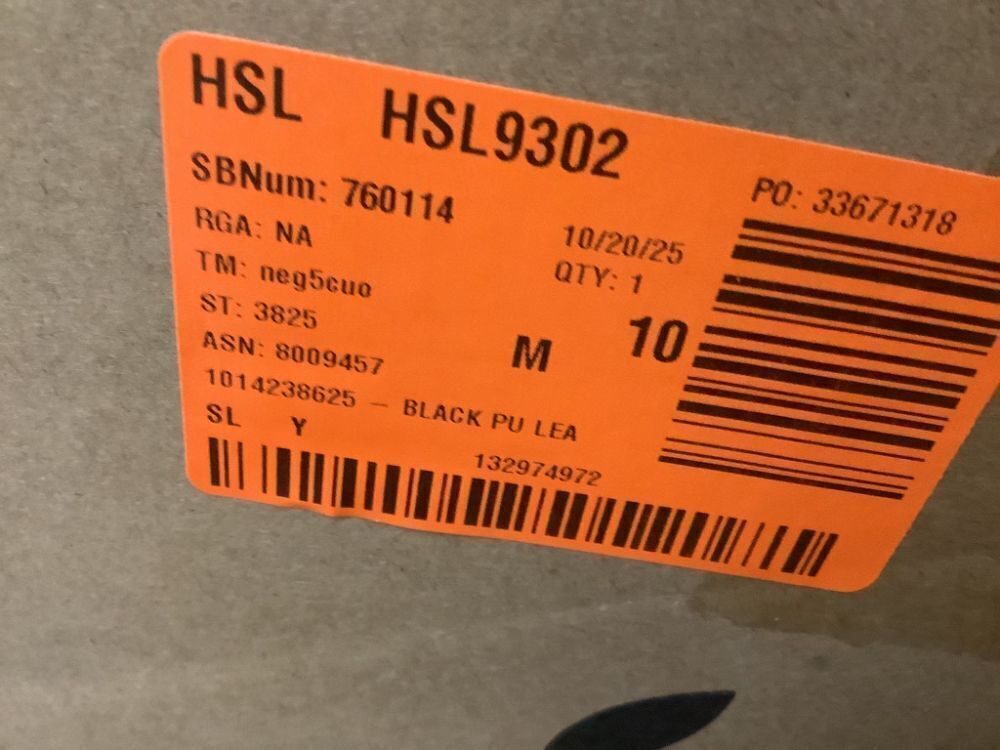 HSL HSL9302
SBNum: 760114
PO: 33671318
RGA: NA
10/20/25
TM: neg5cuo
QTY: 1
ST: 3825
M 10
ASN: 8009457
1014238625 – BLACK PU LEA
SL Y
132974972